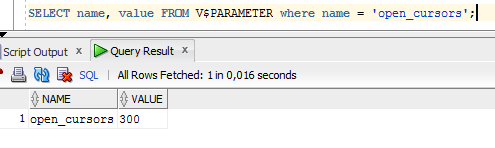 SELECT name, value FROM V$PARAMETER where name = 'open_cursors';
Script Output x Query Result x
SQL | All Rows Fetched: 1 in 0,016 seconds
NAME VALUE
1 open_cursors 300